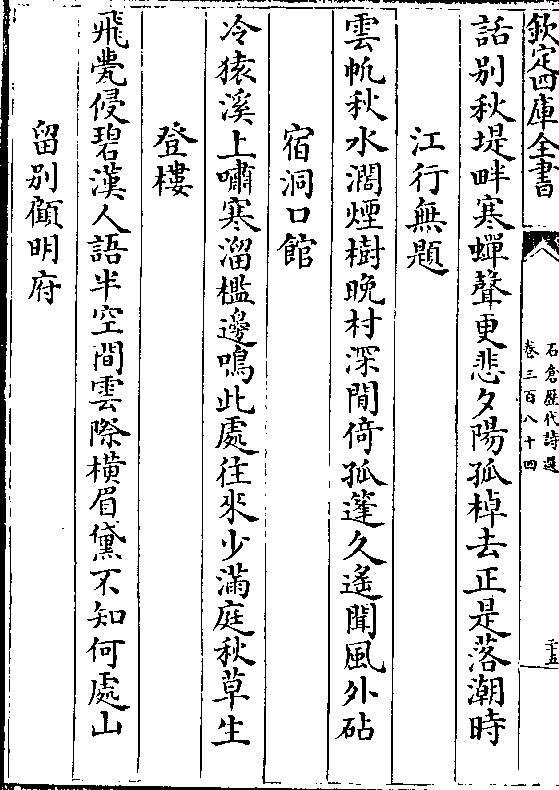 欽定四庫全書
石倉歷代詩選
卷三百八十四
三五
話别秋堤畔寒蟬聲更悲夕陽孤棹去正是落潮時
江行無題
雲帆秋水濶煙樹晚村深閒倚孤蓬久遙聞風外砧
宿洞口館
冷猿溪上嘯寒溜檻邊鳴此處往來少滿庭秋草生
登樓
飛甍侵碧漢人語半空間雲際横眉黛不知何處山
留别顧明府